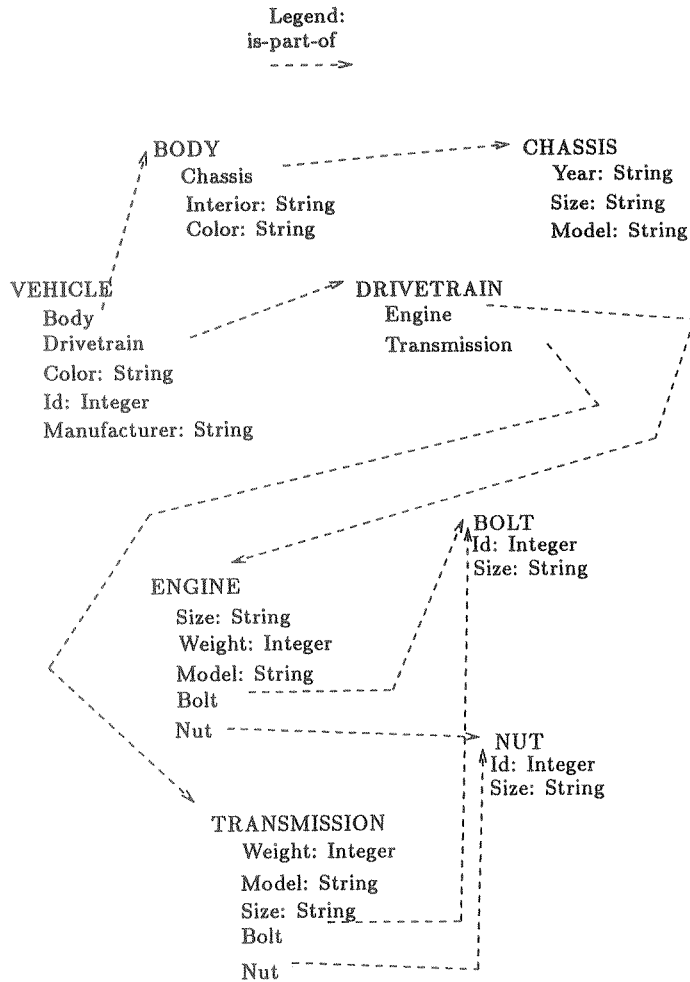 Legend:
is-part-of
BODY
Chassis
Interior: String
Color: String
CHASSIS
Year: String
Size: String
Model: String
VEHICLE
Body
Drivetrain
Color: String
Id: Integer
Manufacturer: String
DRIVETRAIN
Engine
Transmission
BOLT
Id: Integer
Size: String
ENGINE
Size: String
Weight: Integer
Model: String
Bolt
Nut
NUT
Id: Integer
Size: String
TRANSMISSION
Weight: Integer
Model: String
Size: String
Bolt
Nut